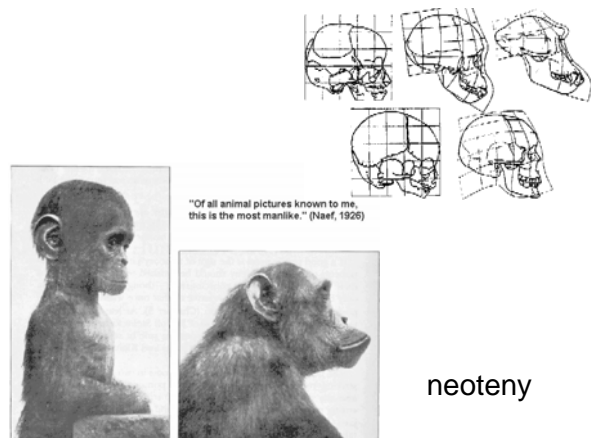 "Of all animal pictures known to me,
this is the most manlike." (Naef, 1926)
neoteny